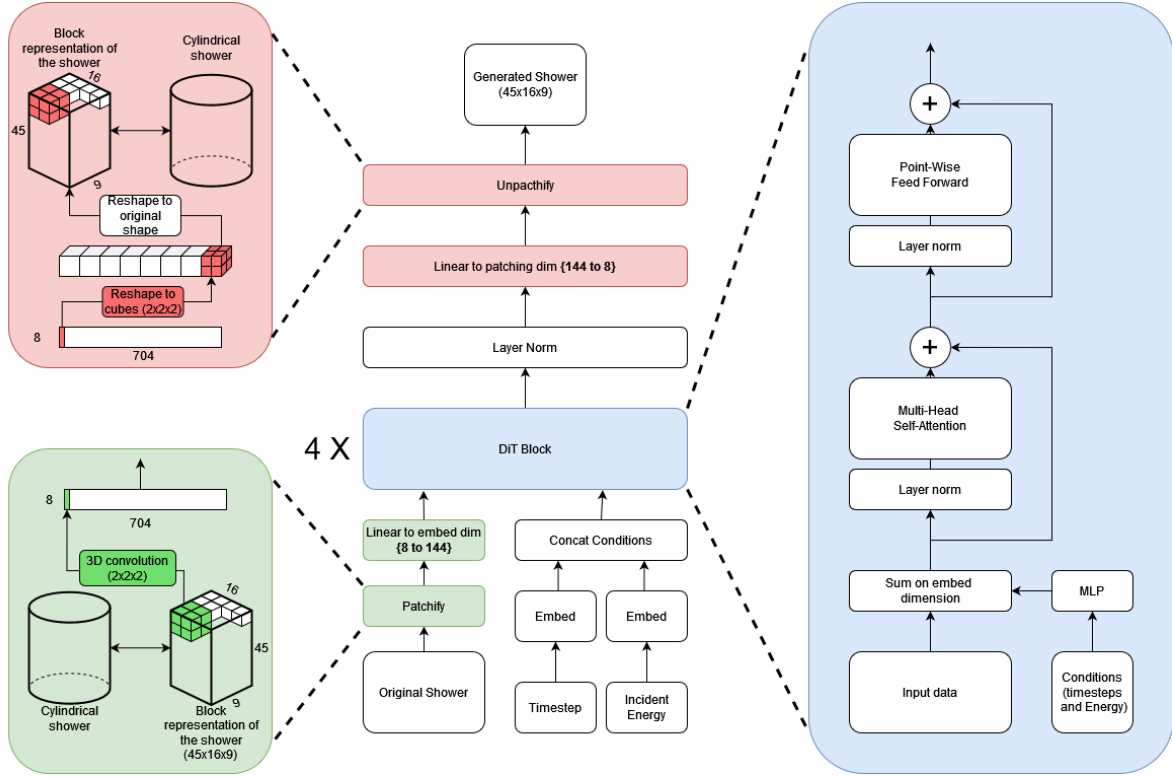 Block
representation of
the shower
Cylindrical
shower
16
45
9
Reshape to
original
shape
Reshape to
cubes (2x2x2)
8
704
8
704
3D convolution
(2x2x2)
16
45
9
Cylindrical
shower
Block
representation of
the shower
(45x16x9)
Generated Shower
(45x16x9)
Unpacthify
Linear to patching dim {144 to 8}
Layer Norm
4 X
DiT Block
Linear to embed dim
{8 to 144}
Concat Conditions
Patchify
Embed
Embed
Original Shower
Timestep
Incident
Energy
+
Point-Wise
Feed Forward
Layer norm
+
Multi-Head
Self-Attention
Layer norm
Sum on embed
dimension
MLP
Input data
Conditions
(timesteps
and Energy)